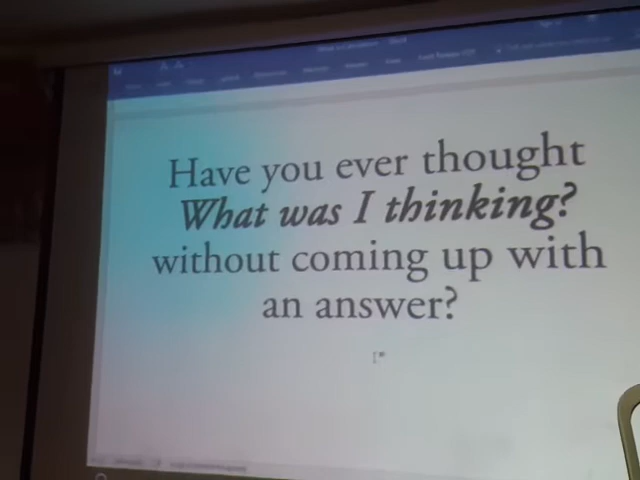 Have you ever thought
What was I thinking?
without coming up with
an answer?